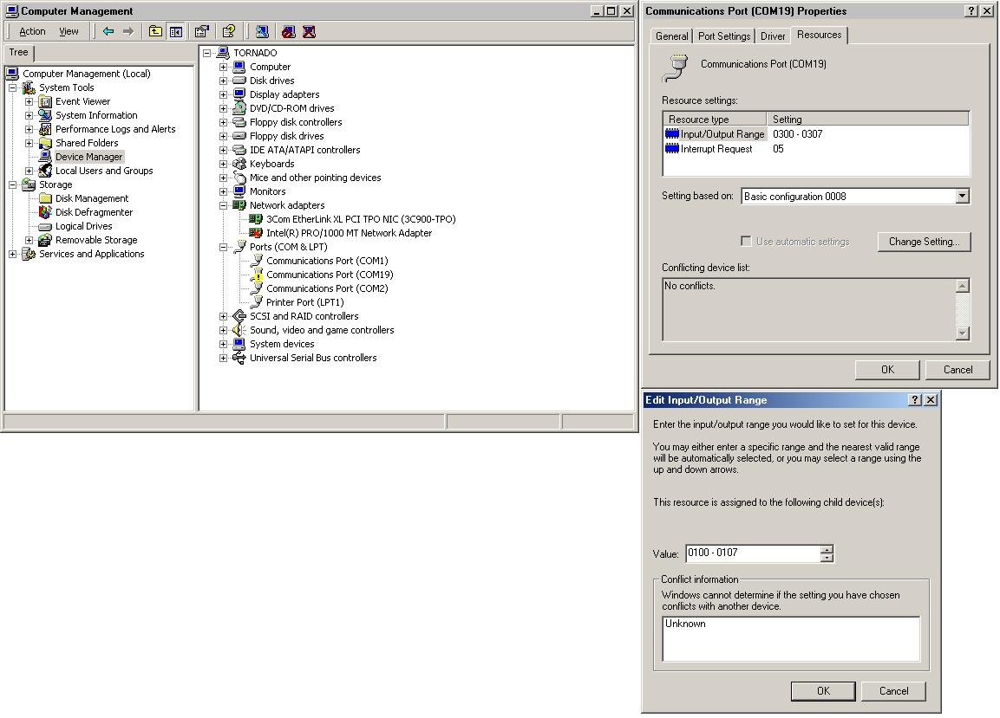 Computer Management
Action View
Tree
Computer Management (Local)
System Tools
Event Viewer
System Information
Performance Logs and Alerts
Shared Folders
Device Manager
Local Users and Groups
Storage
Disk Management
Disk Defragmenter
Logical Drives
Removable Storage
Services and Applications
TORNADO
Computer
Disk drives
Display adapters
DVD/CD-ROM drives
Floppy disk controllers
Floppy disk drives
IDE ATA/ATAPI controllers
Keyboards
Mice and other pointing devices
Monitors
Network adapters
3Com EtherLink XL PCI TPO NIC (3C900-TPO)
Intel(R) PRO/1000 MT Network Adapter
Ports (COM & LPT)
Communications Port (COM1)
Communications Port (COM19)
Communications Port (COM2)
Printer Port (LPT1)
SCSI and RAID controllers
Sound, video and game controllers
System devices
Universal Serial Bus controllers
Communications Port (COM19) Properties
General Port Settings Driver Resources
Communications Port (COM19)
Resource settings:
Resource type Setting
Input/Output Range 0300 - 0307
Interrupt Request 05
Setting based on: Basic configuration 0008
Use automatic settings Change Setting...
Conflicting device list:
No conflicts.
OK Cancel
Edit Input/Output Range
Enter the input/output range you would like to set for this device.
You may either enter a specific range and the nearest valid range
will be automatically selected, or you may select a range using the
up and down arrows.
This resource is assigned to the following child device(s):
Value: 0100 - 0107
Conflict information
Windows cannot determine if the setting you have chosen
conflicts with another device.
Unknown
OK Cancel